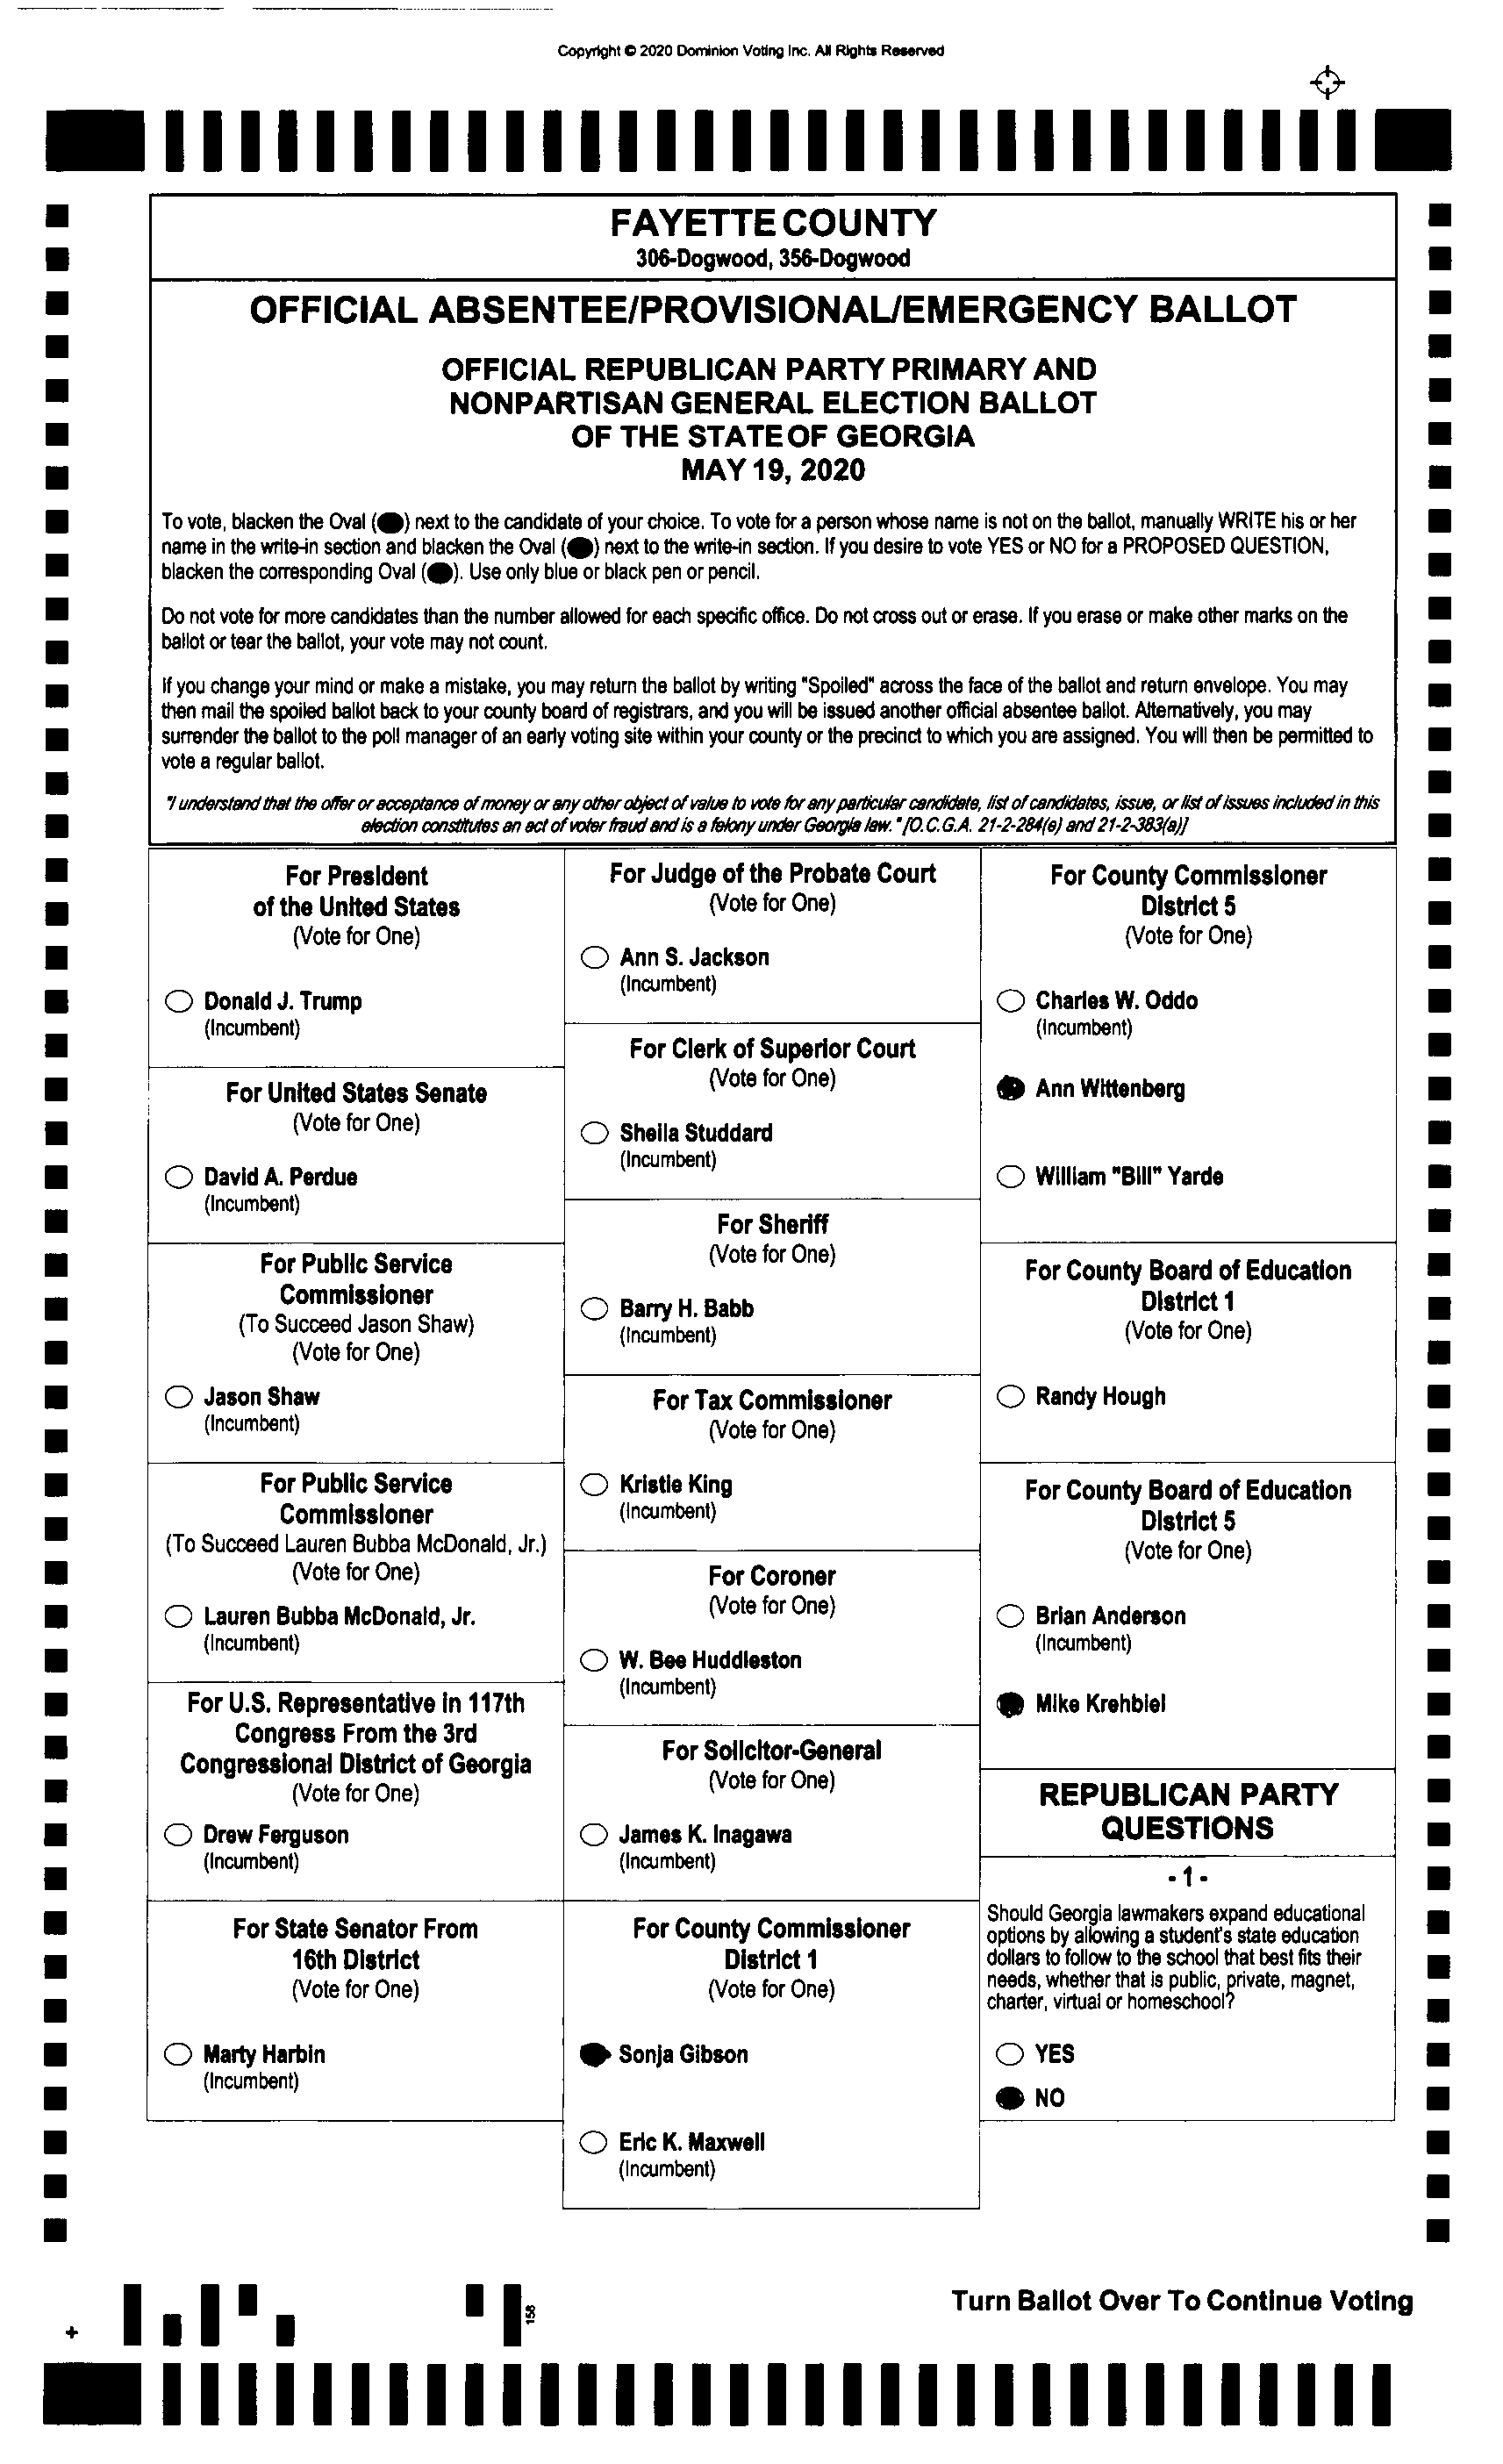 Copyright © 2020 Dominion Voting Inc. All Rights Reserved
FAYETTE COUNTY
306-Dogwood, 356-Dogwood
OFFICIAL ABSENTEE/PROVISIONAL/EMERGENCY BALLOT
OFFICIAL REPUBLICAN PARTY PRIMARY AND
NONPARTISAN GENERAL ELECTION BALLOT
OF THE STATE OF GEORGIA
MAY 19, 2020
To vote, blacken the Oval (⬬) next to the candidate of your choice. To vote for a person whose name is not on the ballot, manually WRITE his or her
name in the write-in section and blacken the Oval (⬬) next to the write-in section. If you desire to vote YES or NO for a PROPOSED QUESTION,
blacken the corresponding Oval (⬬). Use only blue or black pen or pencil.
Do not vote for more candidates than the number allowed for each specific office. Do not cross out or erase. If you erase or make other marks on the
ballot or tear the ballot, your vote may not count.
If you change your mind or make a mistake, you may return the ballot by writing "Spoiled" across the face of the ballot and return envelope. You may
then mail the spoiled ballot back to your county board of registrars, and you will be issued another official absentee ballot. Alternatively, you may
surrender the ballot to the poll manager of an early voting site within your county or the precinct to which you are assigned. You will then be permitted to
vote a regular ballot.
"I understand that the offer or acceptance of money or any other object of value to vote for any particular candidate, list of candidates, issue, or list of issues included in this
election constitutes an act of voter fraud and is a felony under Georgia law." [O.C.G.A. 21-2-284(e) and 21-2-383(a)]
For President
of the United States
(Vote for One)
Donald J. Trump
(Incumbent)
For United States Senate
(Vote for One)
David A. Perdue
(Incumbent)
For Public Service
Commissioner
(To Succeed Jason Shaw)
(Vote for One)
Jason Shaw
(Incumbent)
For Public Service
Commissioner
(To Succeed Lauren Bubba McDonald, Jr.)
(Vote for One)
Lauren Bubba McDonald, Jr.
(Incumbent)
For U.S. Representative in 117th
Congress From the 3rd
Congressional District of Georgia
(Vote for One)
Drew Ferguson
(Incumbent)
For State Senator From
16th District
(Vote for One)
Marty Harbin
(Incumbent)
For Judge of the Probate Court
(Vote for One)
Ann S. Jackson
(Incumbent)
For Clerk of Superior Court
(Vote for One)
Sheila Studdard
(Incumbent)
For Sheriff
(Vote for One)
Barry H. Babb
(Incumbent)
For Tax Commissioner
(Vote for One)
Kristie King
(Incumbent)
For Coroner
(Vote for One)
W. Bee Huddleston
(Incumbent)
For Solicitor-General
(Vote for One)
James K. Inagawa
(Incumbent)
For County Commissioner
District 1
(Vote for One)
Sonja Gibson
Eric K. Maxwell
(Incumbent)
For County Commissioner
District 5
(Vote for One)
Charles W. Oddo
(Incumbent)
Ann Wittenberg
William "Bill" Yarde
For County Board of Education
District 1
(Vote for One)
Randy Hough
For County Board of Education
District 5
(Vote for One)
Brian Anderson
(Incumbent)
Mike Krehbiel
REPUBLICAN PARTY
QUESTIONS
- 1 -
Should Georgia lawmakers expand educational
options by allowing a student's state education
dollars to follow to the school that best fits their
needs, whether that is public, private, magnet,
charter, virtual or homeschool?
YES
NO
158
Turn Ballot Over To Continue Voting